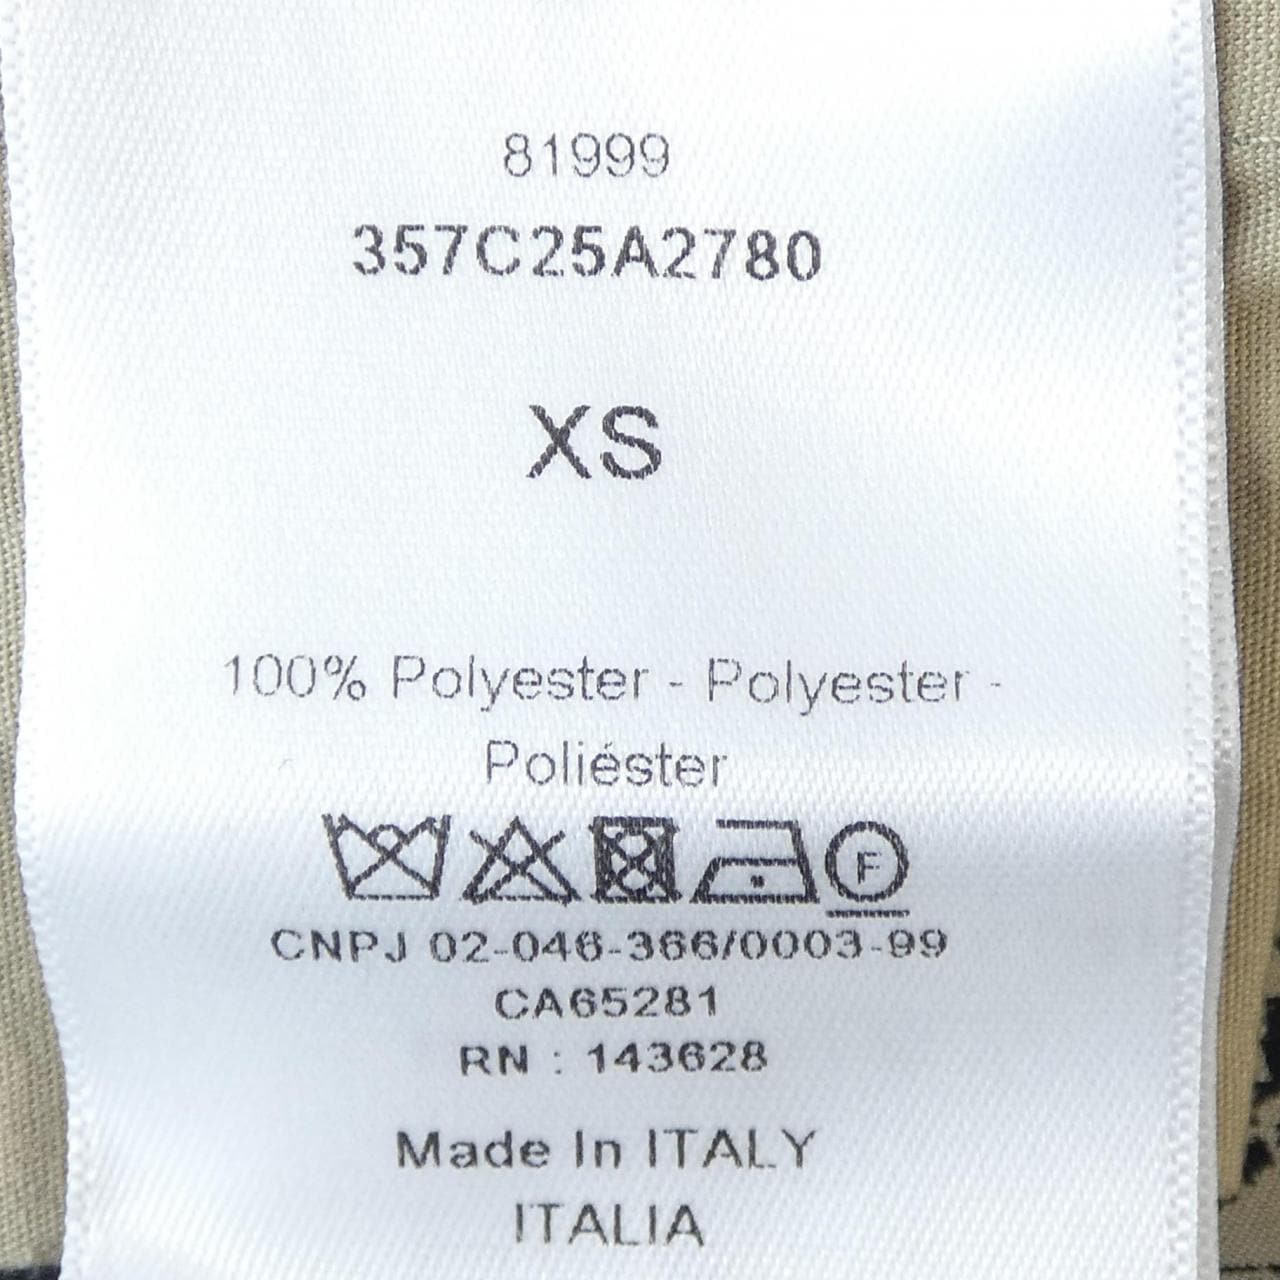 81999
357C25A2780
XS
100% Polyester - Polyester -
Poliéster
F
CNPJ 02-046-366/0003-99
CA65281
RN : 143628
Made In ITALY
ITALIA